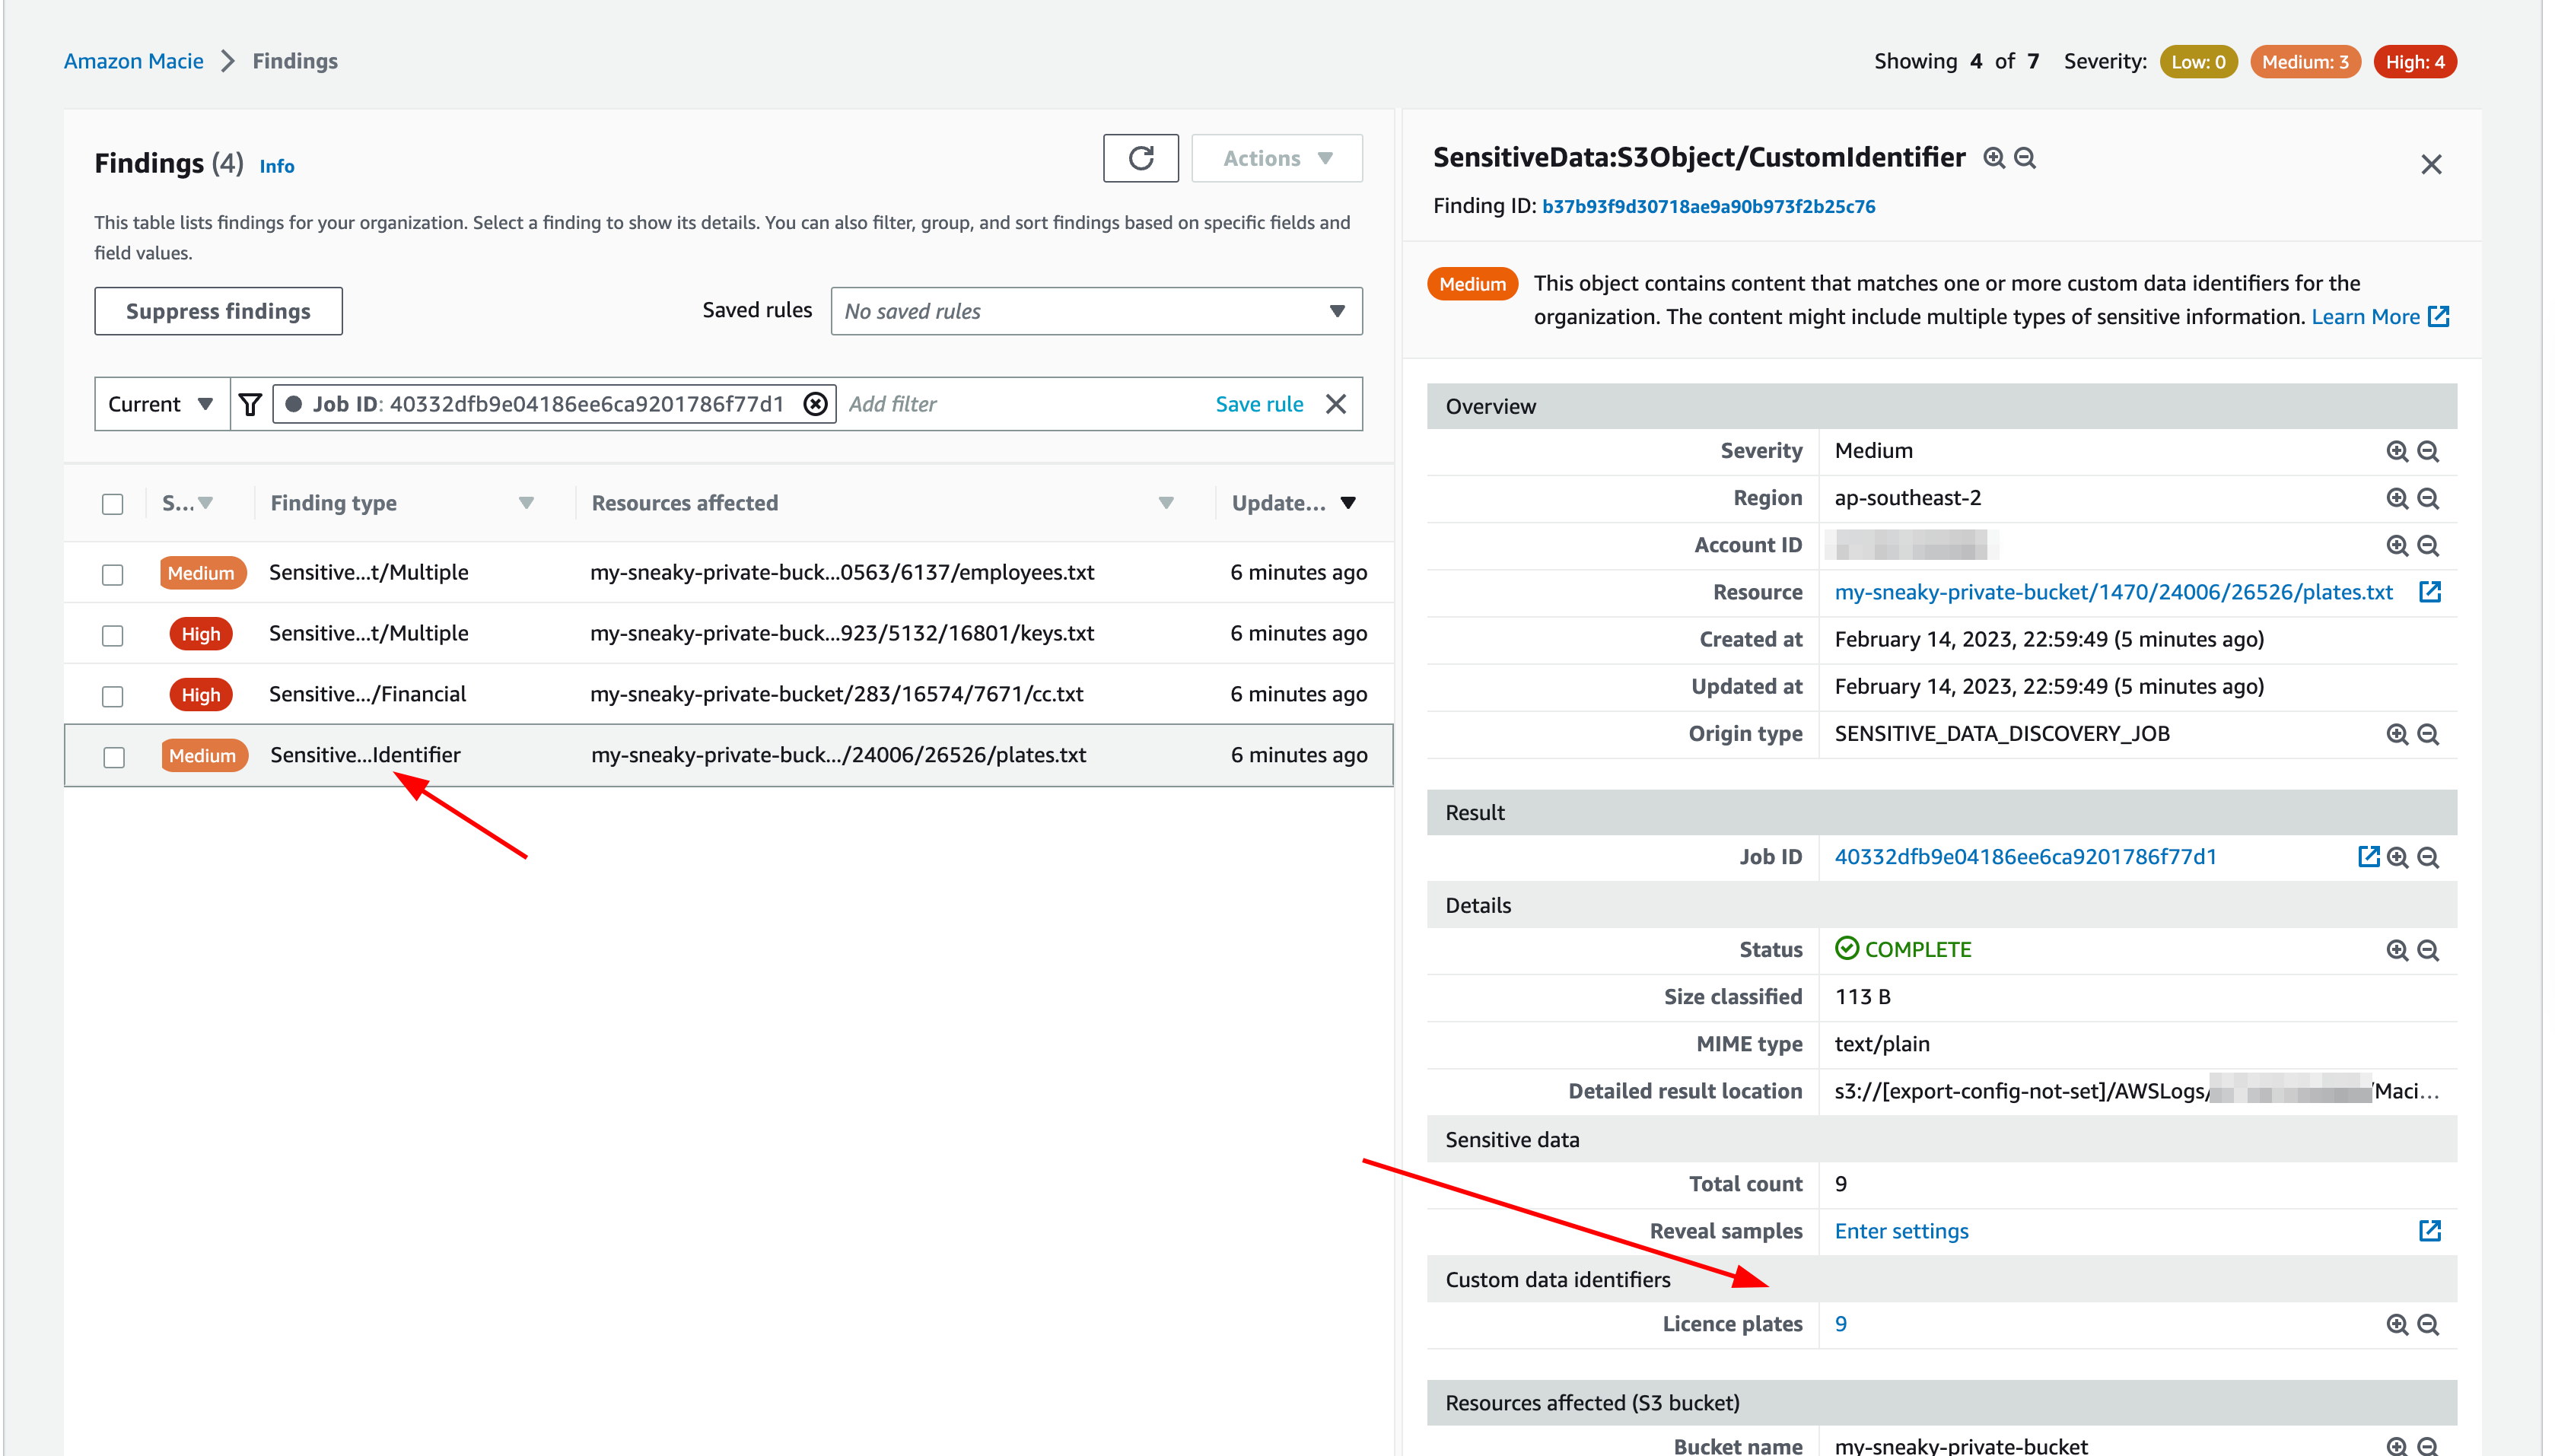 Amazon Macie > Findings
Showing 4 of 7 Severity: Low: 0 Medium: 3 High: 4
Findings (4) Info
Actions
This table lists findings for your organization. Select a finding to show its details. You can also filter, group, and sort findings based on specific fields and
field values.
Suppress findings
Saved rules
No saved rules
Current
Job ID: 40332dfb9e04186ee6ca9201786f77d1
Add filter
Save rule
S... Finding type Resources affected Update...
Medium Sensitive...t/Multiple my-sneaky-private-buck...0563/6137/employees.txt 6 minutes ago
High Sensitive...t/Multiple my-sneaky-private-buck...923/5132/16801/keys.txt 6 minutes ago
High Sensitive.../Financial my-sneaky-private-bucket/283/16574/7671/cc.txt 6 minutes ago
Medium Sensitive...Identifier my-sneaky-private-buck.../24006/26526/plates.txt 6 minutes ago
SensitiveData:S3Object/CustomIdentifier
Finding ID: b37b93f9d30718ae9a90b973f2b25c76
Medium
This object contains content that matches one or more custom data identifiers for the
organization. The content might include multiple types of sensitive information. Learn More
Overview
Severity Medium
Region ap-southeast-2
Account ID
Resource my-sneaky-private-bucket/1470/24006/26526/plates.txt
Created at February 14, 2023, 22:59:49 (5 minutes ago)
Updated at February 14, 2023, 22:59:49 (5 minutes ago)
Origin type SENSITIVE_DATA_DISCOVERY_JOB
Result
Job ID 40332dfb9e04186ee6ca9201786f77d1
Details
Status COMPLETE
Size classified 113 B
MIME type text/plain
Detailed result location s3://[export-config-not-set]/AWSLogs/ /Maci...
Sensitive data
Total count 9
Reveal samples Enter settings
Custom data identifiers
Licence plates 9
Resources affected (S3 bucket)
Bucket name my-sneaky-private-bucket